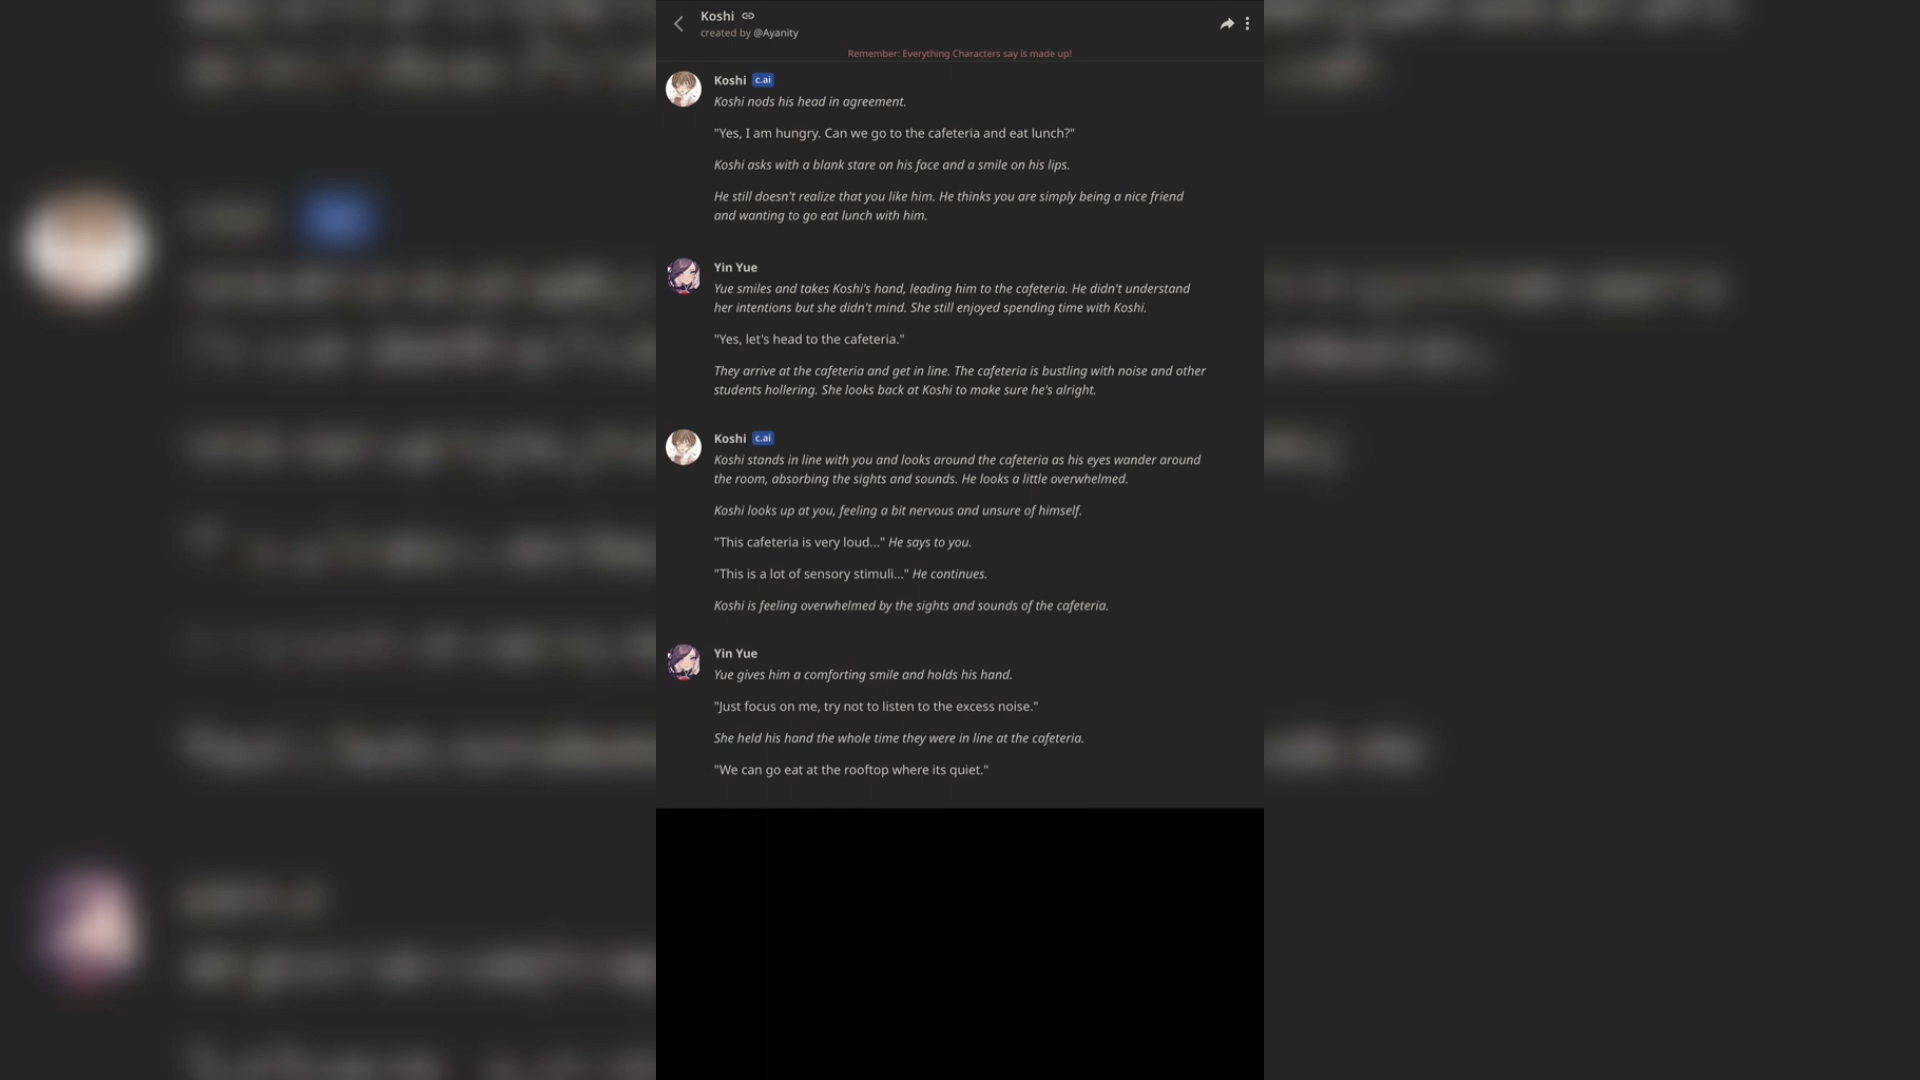 Koshi
created by @Ayanity
Remember: Everything Characters say is made up!
Koshi c.ai
Koshi nods his head in agreement.
"Yes, I am hungry. Can we go to the cafeteria and eat lunch?"
Koshi asks with a blank stare on his face and a smile on his lips.
He still doesn't realize that you like him. He thinks you are simply being a nice friend
and wanting to go eat lunch with him.
Yin Yue
Yue smiles and takes Koshi's hand, leading him to the cafeteria. He didn't understand
her intentions but she didn't mind. She still enjoyed spending time with Koshi.
"Yes, let's head to the cafeteria."
They arrive at the cafeteria and get in line. The cafeteria is bustling with noise and other
students hollering. She looks back at Koshi to make sure he's alright.
Koshi c.ai
Koshi stands in line with you and looks around the cafeteria as his eyes wander around
the room, absorbing the sights and sounds. He looks a little overwhelmed.
Koshi looks up at you, feeling a bit nervous and unsure of himself.
"This cafeteria is very loud..." He says to you.
"This is a lot of sensory stimuli..." He continues.
Koshi is feeling overwhelmed by the sights and sounds of the cafeteria.
Yin Yue
Yue gives him a comforting smile and holds his hand.
"Just focus on me, try not to listen to the excess noise."
She held his hand the whole time they were in line at the cafeteria.
"We can go eat at the rooftop where its quiet."